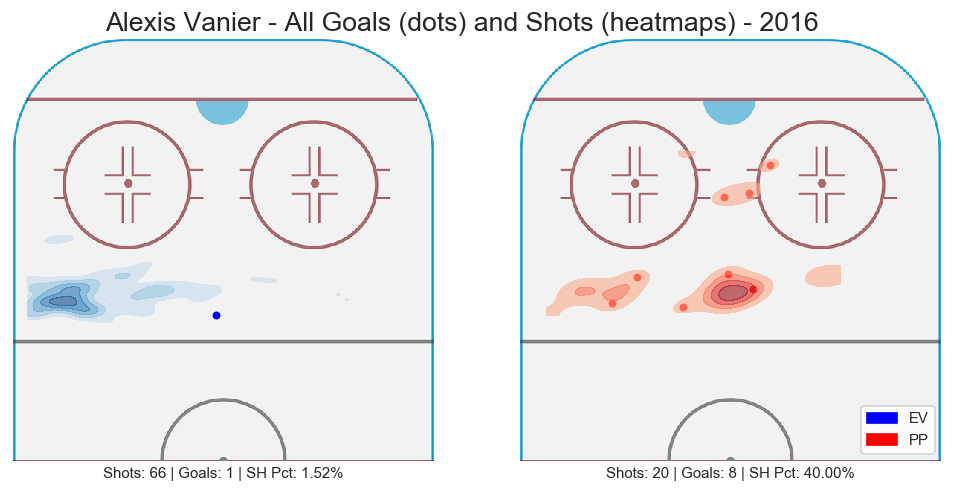 Alexis Vanier - All Goals (dots) and Shots (heatmaps) - 2016
EV
PP
Shots: 66 | Goals: 1 | SH Pct: 1.52%
Shots: 20 | Goals: 8 | SH Pct: 40.00%